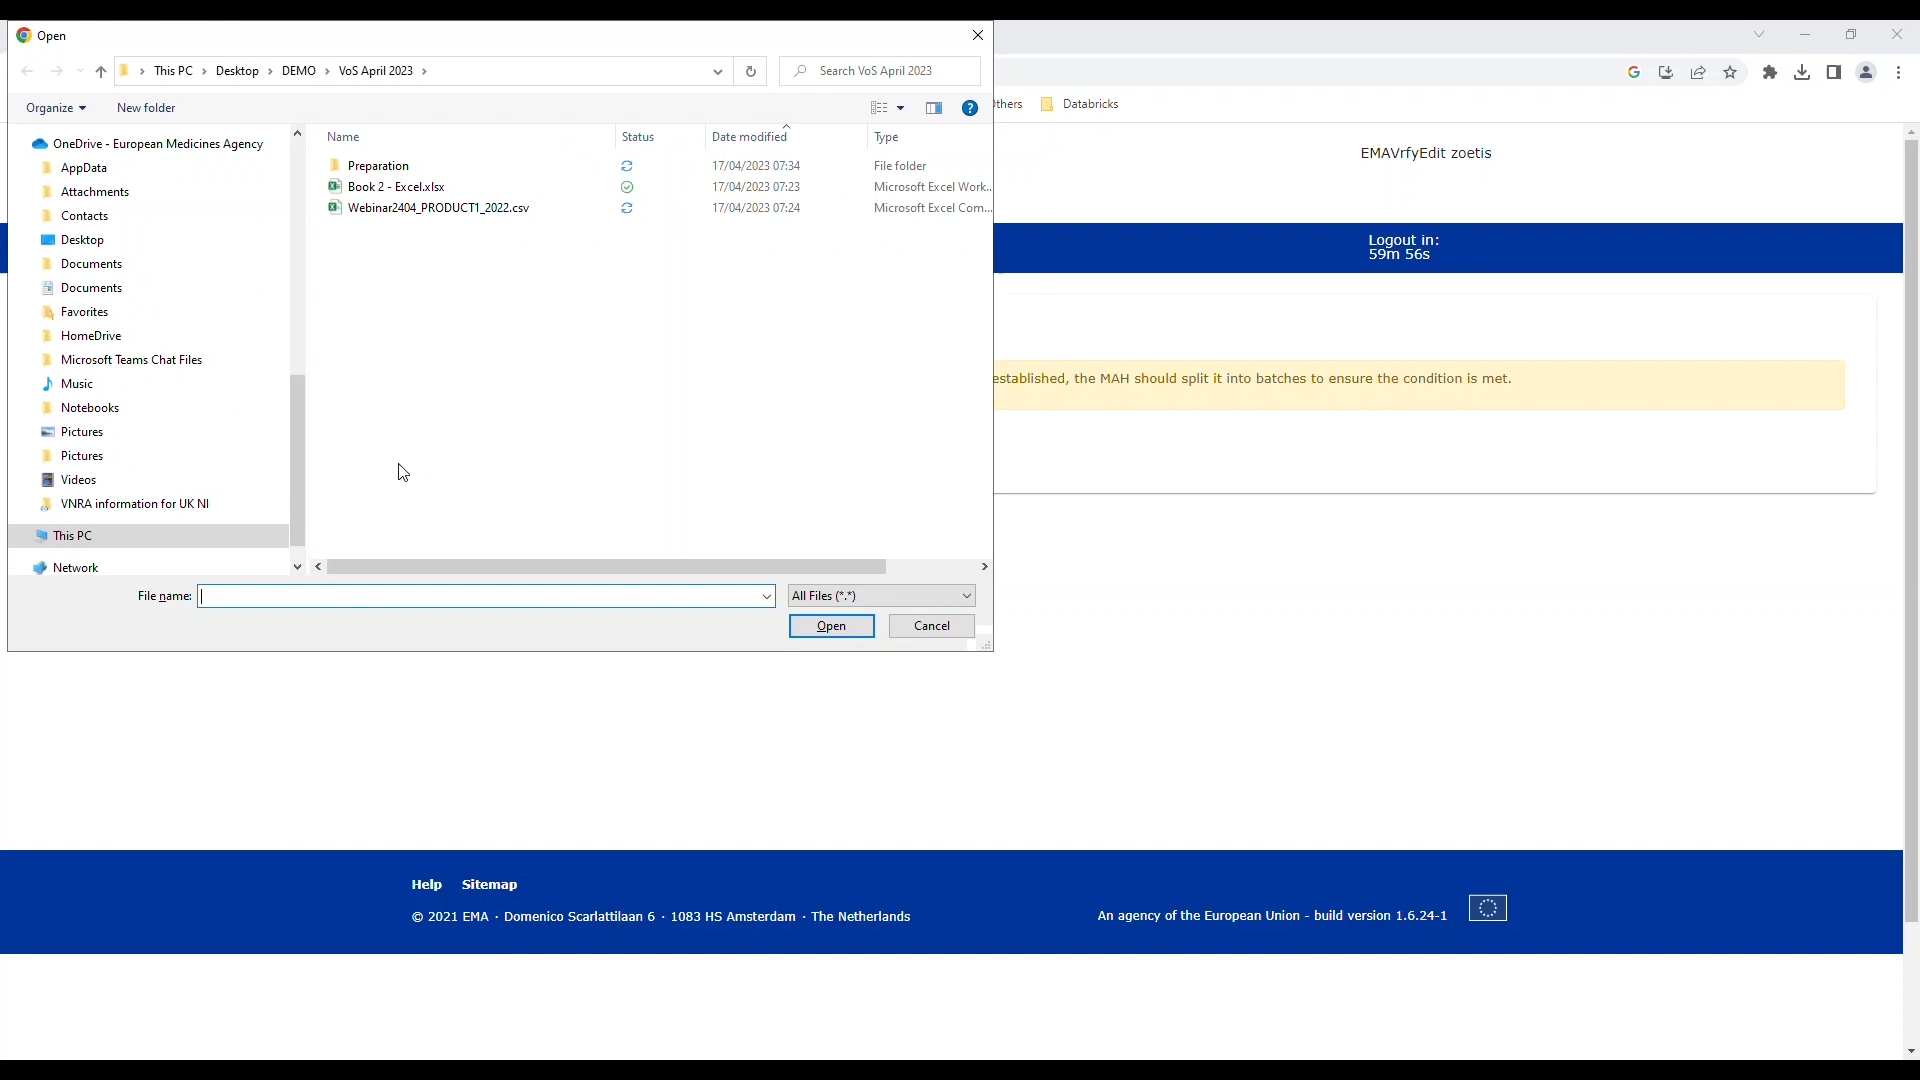 Open
This PC > Desktop > DEMO > VoS April 2023 >
Search VoS April 2023
Organize
New folder
OneDrive - European Medicines Agency
AppData
Attachments
Contacts
Desktop
Documents
Documents
Favorites
HomeDrive
Microsoft Teams Chat Files
Music
Notebooks
Pictures
Pictures
Videos
VNRA information for UK NI
This PC
Network
Name Status Date modified Type
Preparation 17/04/2023 07:34 File folder
Book 2 - Excel.xlsx 17/04/2023 07:23 Microsoft Excel Work...
Webinar2404_PRODUCT1_2022.csv 17/04/2023 07:24 Microsoft Excel Com...
File name:
All Files (*.*)
Open
Cancel
Databricks
EMAVrfyEdit zoetis
Logout in:
59m 56s
established, the MAH should split it into batches to ensure the condition is met.
Help Sitemap
© 2021 EMA · Domenico Scarlattilaan 6 · 1083 HS Amsterdam · The Netherlands
An agency of the European Union - build version 1.6.24-1